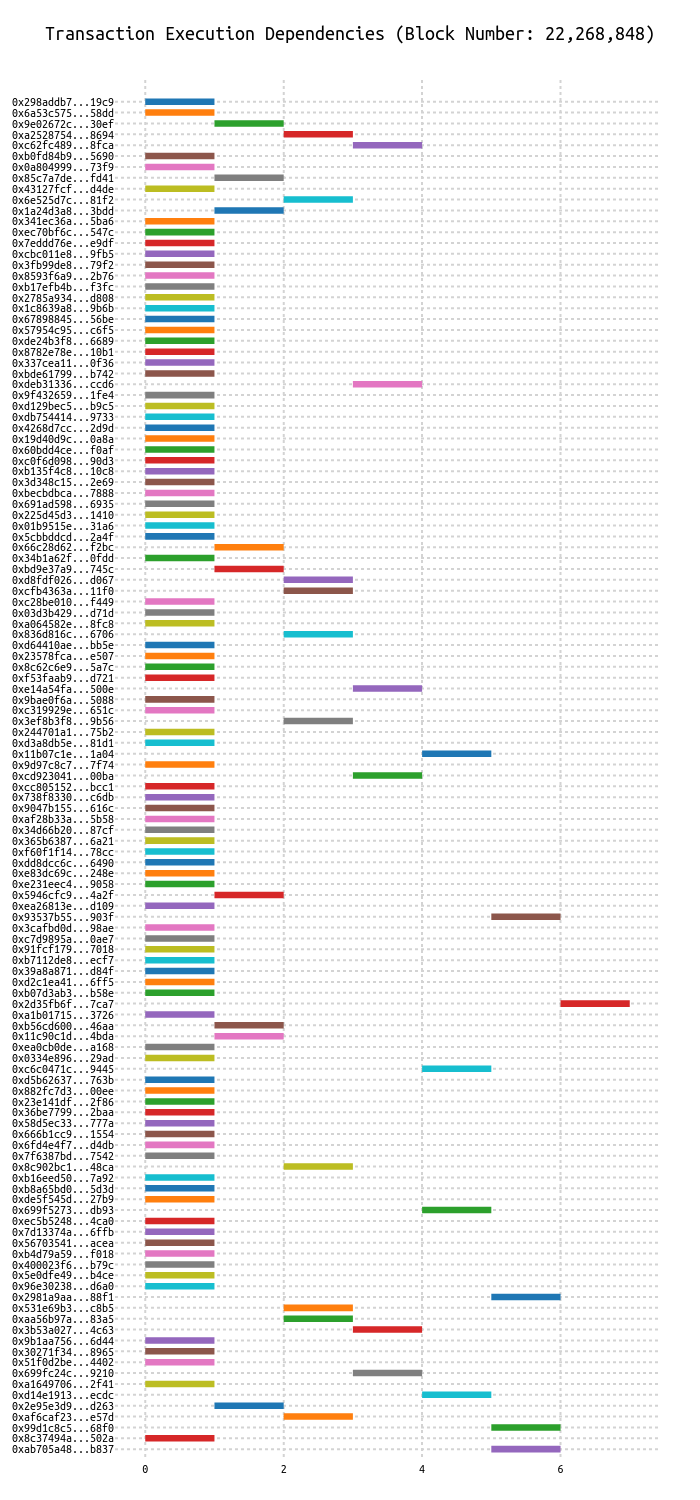 Transaction Execution Dependencies (Block Number: 22,268,848)
0x298addb7...19c9
0x6a53c575...58dd
0x9e02672c...30ef
0xa2528754...8694
0xc62fc489...8fca
0xb0fd84b9...5690
0x0a804999...73f9
0x85c7a7de...fd41
0x43127fcf...d4de
0x6e525d7c...81f2
0x1a24d3a8...3bdd
0x341ec36a...5ba6
0xec70bf6c...547c
0x7eddd76e...e9df
0xcbc011e8...9fb5
0x3fb99de8...79f2
0x8593f6a9...2b76
0xb17efb4b...f3fc
0x2785a934...d808
0x1c8639a8...9b6b
0x67898845...56be
0x57954c95...c6f5
0xde24b3f8...6689
0x8782e78e...10b1
0x337cea11...0f36
0xbde61799...b742
0xdeb31336...ccd6
0x9f432659...1fe4
0xd129bec5...b9c5
0xdb754414...9733
0x4268d7cc...2d9d
0x19d40d9c...0a8a
0x60bdd4ce...f0af
0xc0f6d098...90d3
0xb135f4c8...10c8
0x3d348c15...2e69
0xbecbdbca...7888
0x691ad598...6935
0x225d45d3...1410
0x01b9515e...31a6
0x5cbbddcd...2a4f
0x66c28d62...f2bc
0x34b1a62f...0fdd
0xbd9e37a9...745c
0xd8fdf026...d067
0xcfb4363a...11f0
0xc28be010...f449
0x03d3b429...d71d
0xa064582e...8fc8
0x836d816c...6706
0xd64410ae...bb5e
0x23578fca...e507
0x8c62c6e9...5a7c
0xf53faab9...d721
0xe14a54fa...500e
0x9bae0f6a...5088
0xc319929e...651c
0x3ef8b3f8...9b56
0x244701a1...75b2
0xd3a8db5e...81d1
0x11b07c1e...1a04
0x9d97c8c7...7f74
0xcd923041...00ba
0xcc805152...bcc1
0x738f8330...c6db
0x9047b155...616c
0xaf28b33a...5b58
0x34d66b20...87cf
0x365b6387...6a21
0xf60f1f14...78cc
0xdd8dcc6c...6490
0xe83dc69c...248e
0xe231eec4...9058
0x5946cfc9...4a2f
0xea26813e...d109
0x93537b55...903f
0x3cafbd0d...98ae
0xc7d9895a...0ae7
0x91fcf179...7018
0xb7112de8...ecf7
0x39a8a871...d84f
0xd2c1ea41...6ff5
0xb07d3ab3...b58e
0x2d35fb6f...7ca7
0xa1b01715...3726
0xb56cd600...46aa
0x11c90c1d...4bda
0xea0cb0de...a168
0x0334e896...29ad
0xc6c0471c...9445
0xd5b62637...763b
0x882fc7d3...00ee
0x23e141df...2f86
0x36be7799...2baa
0x58d5ec33...777a
0x666b1cc9...1554
0x6fd4e4f7...d4db
0x7f6387bd...7542
0x8c902bc1...48ca
0xb16eed50...7a92
0xb8a65bd0...5d3d
0xde5f545d...27b9
0x699f5273...db93
0xec5b5248...4ca0
0x7d13374a...6ffb
0x56703541...acea
0xb4d79a59...f018
0x400023f6...b79c
0x5e0dfe49...b4ce
0x96e30238...d6a0
0x2981a9aa...88f1
0x531e69b3...c8b5
0xaa56b97a...83a5
0x3b53a027...4c63
0x9b1aa756...6d44
0x30271f34...8965
0x51f0d2be...4402
0x699fc24c...9210
0xa1649706...2f41
0xd14e1913...ecdc
0x2e95e3d9...d263
0xaf6caf23...e57d
0x99d1c8c5...68f0
0x8c37494a...502a
0xab705a48...b837
0 2 4 6